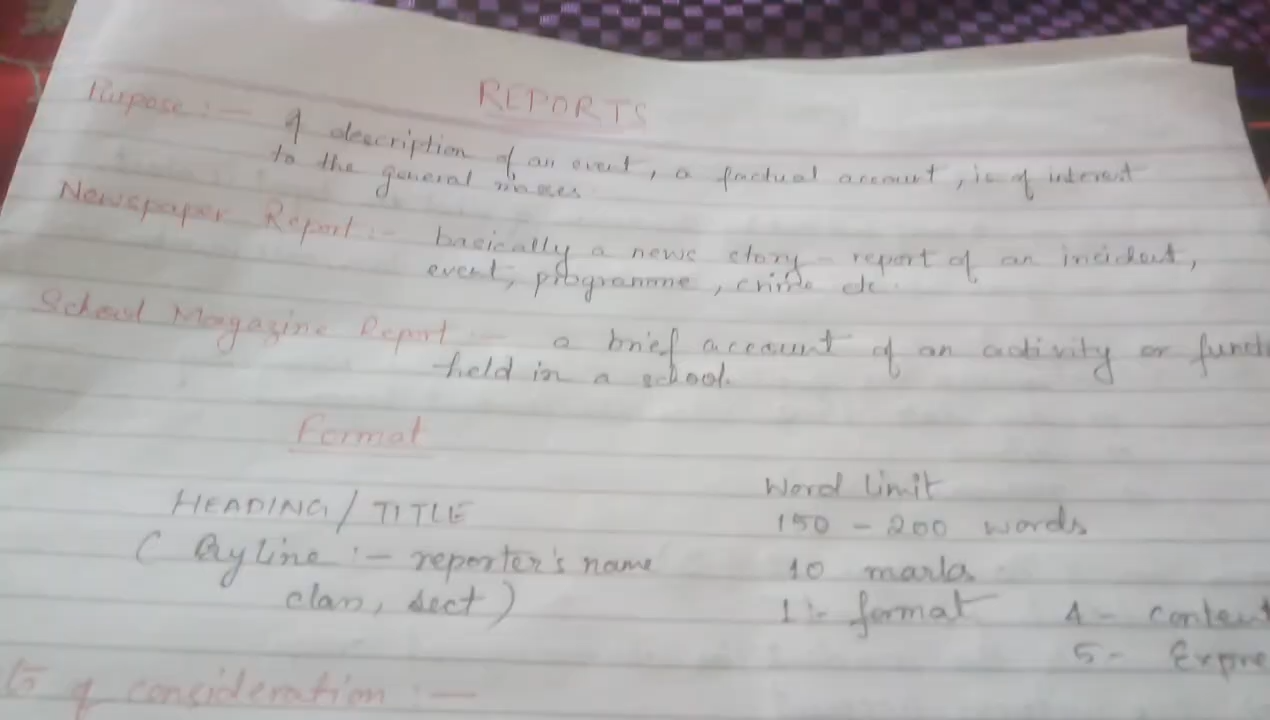 REPORTS
Purpose :- A description of an event, a factual account, is of interest
to the general masses
Newspaper Report :- basically a news story - report of an incident,
event, programme, crime etc.
School Magazine Report :- a brief account of an activity or
held in a school.
Format
HEADING / TITLE
( Byline :- reporter's name
class, sect )
Word limit
150 - 200 words
10 marks
1 :- format 4 - content
5 -
of consideration :-